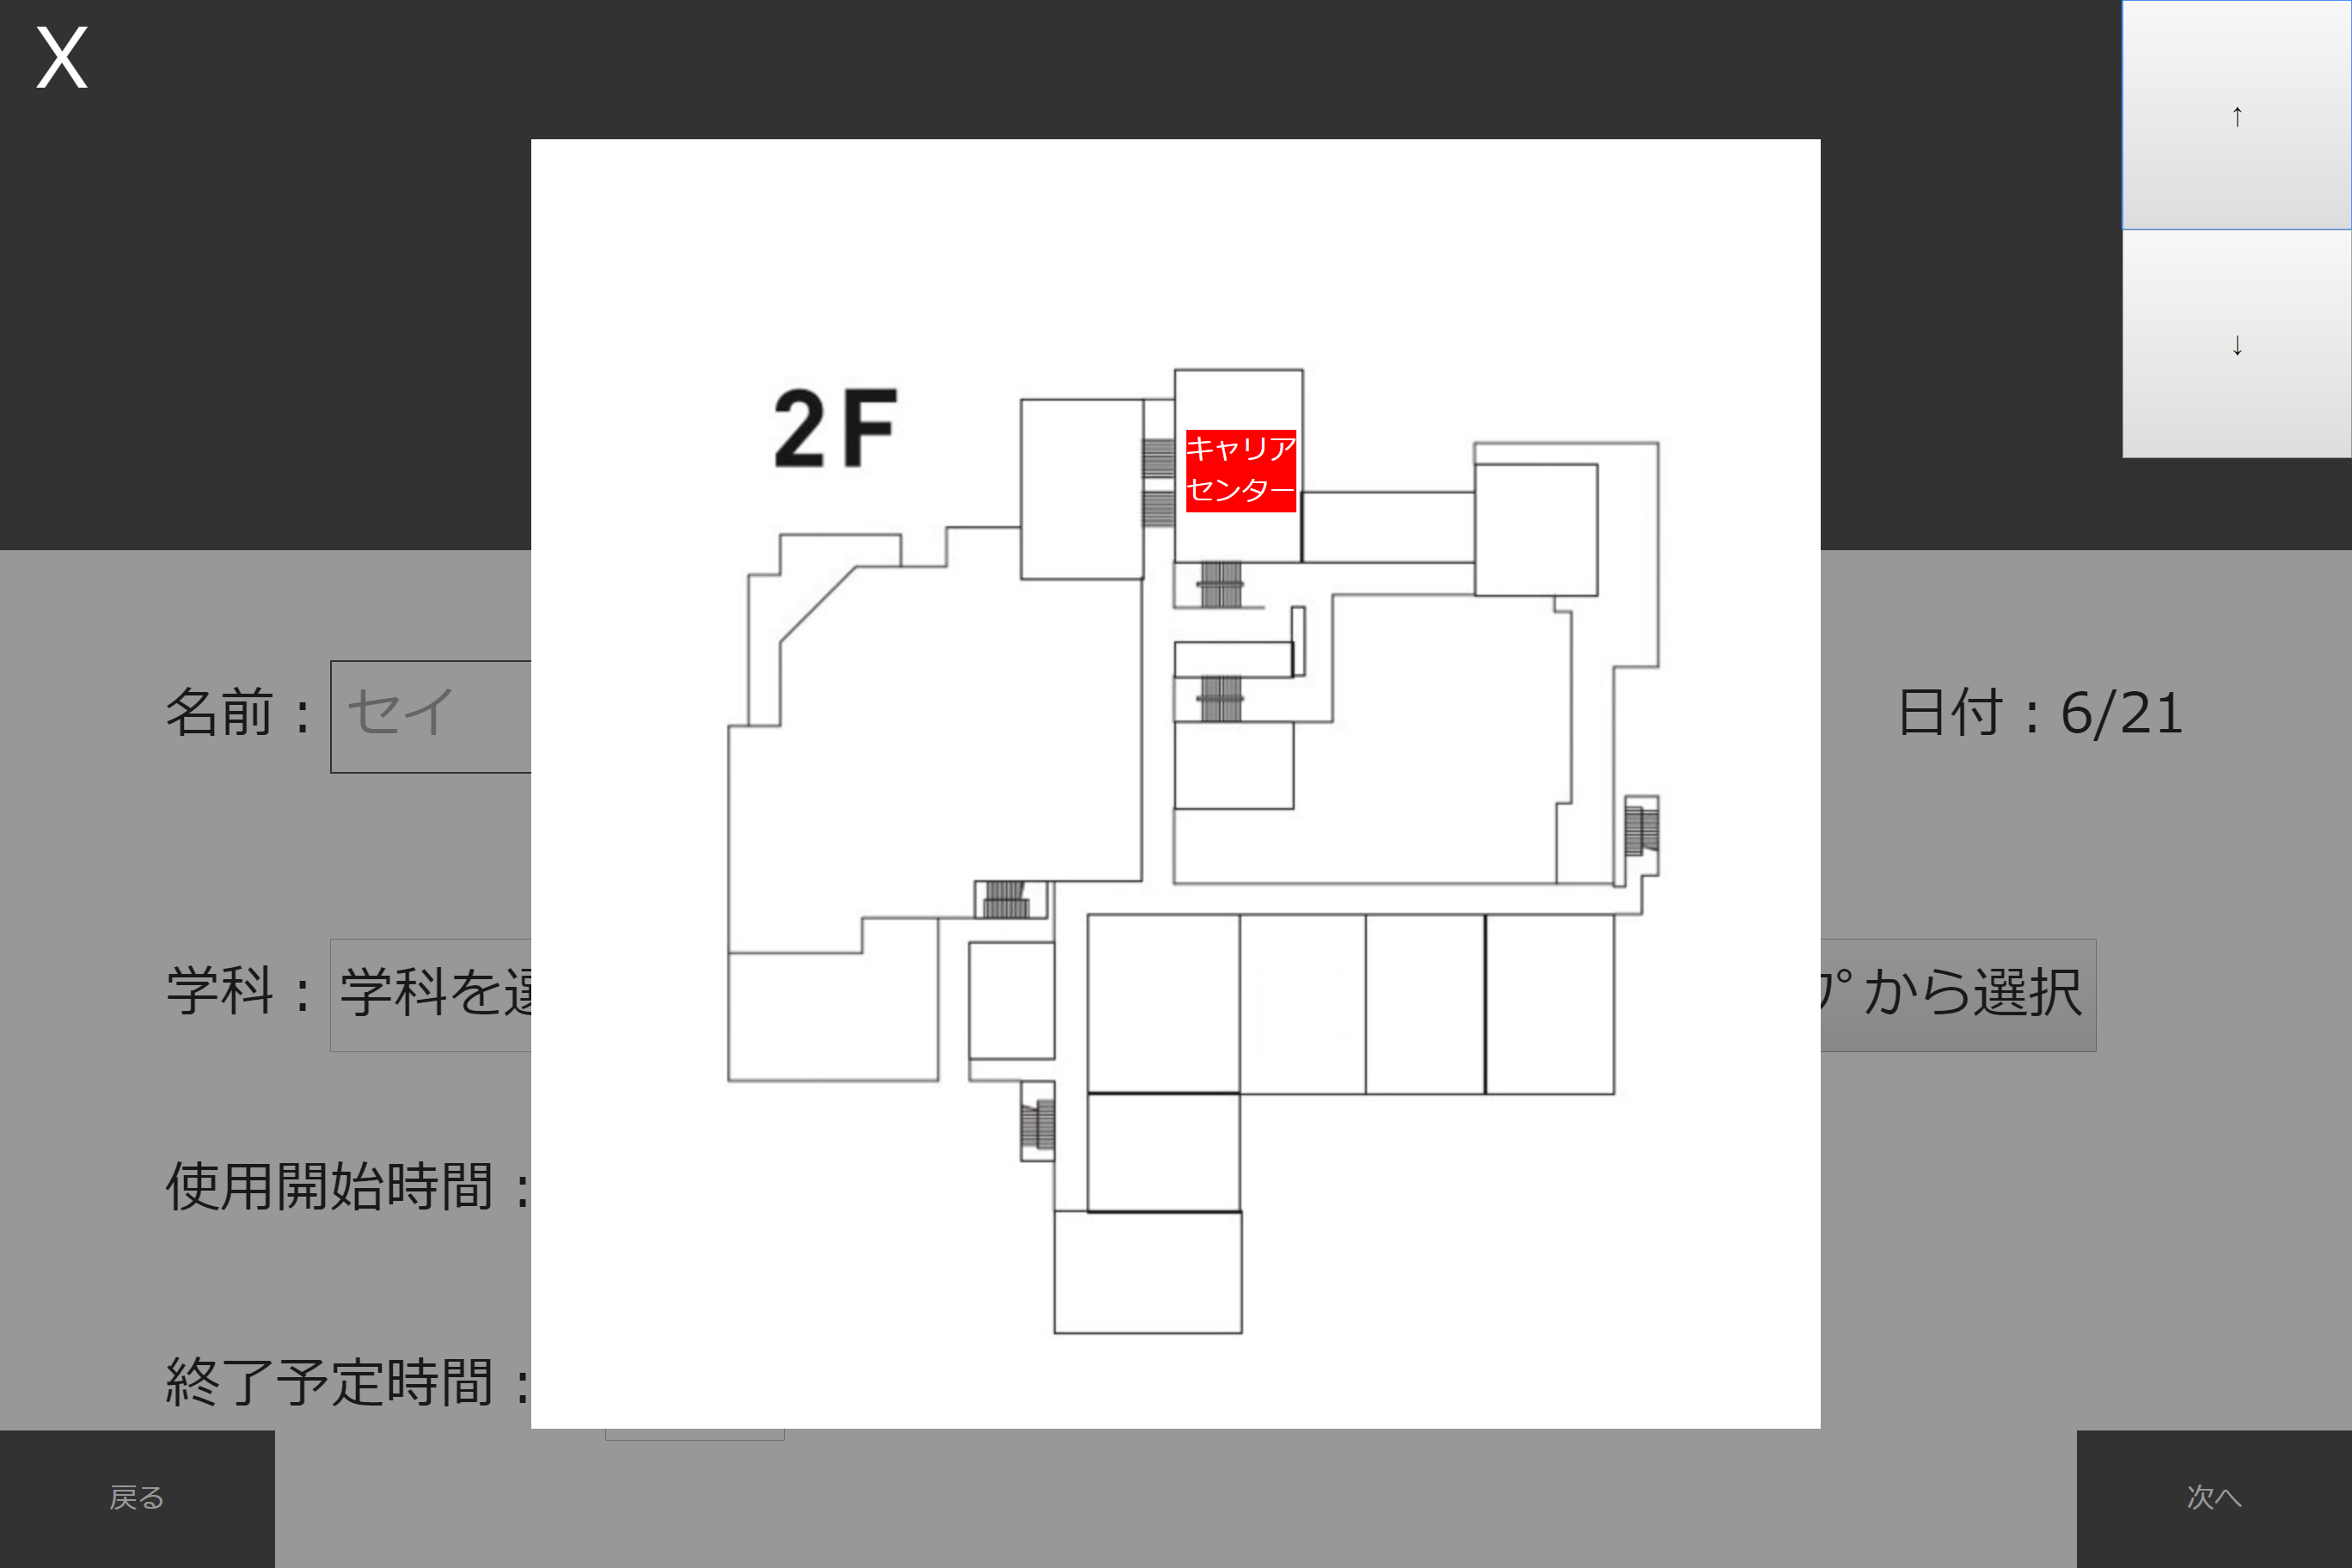 X
↑
↓
2F
キャリア
センター
名前：
セイ
日付：6/21
学科：
学科を
プから選択
使用開始時間：
終了予定時間：
戻る
次へ